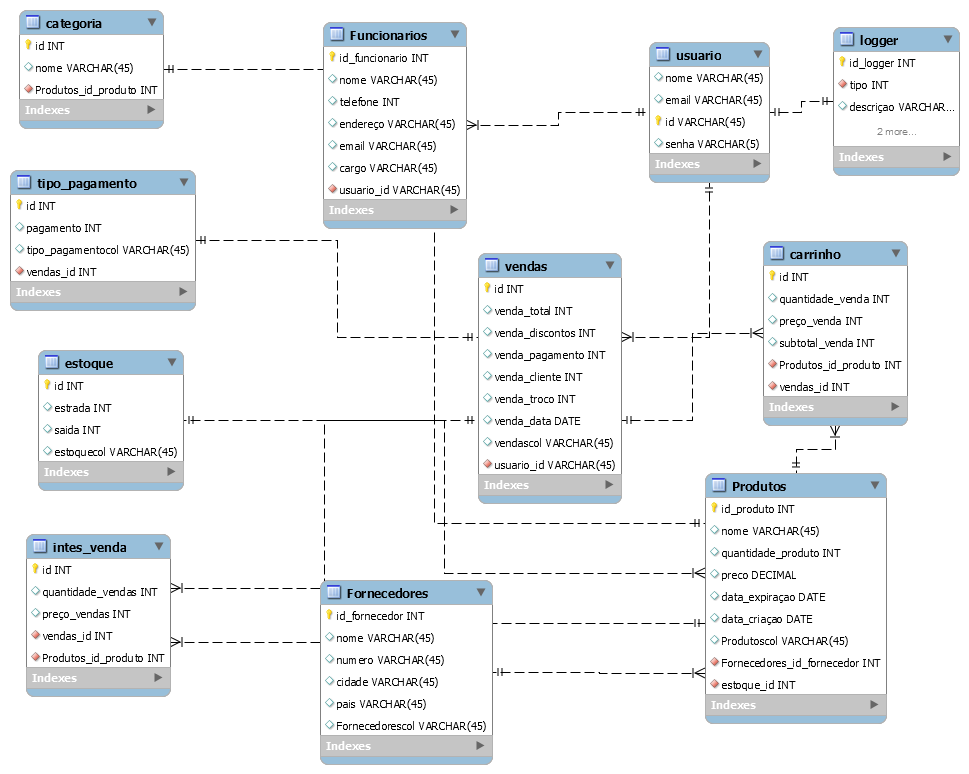 categoria
id INT
nome VARCHAR(45)
Produtos_id_produto INT
Indexes
Funcionarios
id_funcionario INT
nome VARCHAR(45)
telefone INT
endereço VARCHAR(45)
email VARCHAR(45)
cargo VARCHAR(45)
usuario_id VARCHAR(45)
Indexes
usuario
nome VARCHAR(45)
email VARCHAR(45)
id VARCHAR(45)
senha VARCHAR(5)
Indexes
logger
id_logger INT
tipo INT
descriçao VARCHAR...
2 more...
Indexes
tipo_pagamento
id INT
pagamento INT
tipo_pagamentocol VARCHAR(45)
vendas_id INT
Indexes
vendas
id INT
venda_total INT
venda_discontos INT
venda_pagamento INT
venda_cliente INT
venda_troco INT
venda_data DATE
vendascol VARCHAR(45)
usuario_id VARCHAR(45)
Indexes
carrinho
id INT
quantidade_venda INT
preço_venda INT
subtotal_venda INT
Produtos_id_produto INT
vendas_id INT
Indexes
estoque
id INT
estrada INT
saida INT
estoquecol VARCHAR(45)
Indexes
Produtos
id_produto INT
nome VARCHAR(45)
quantidade_produto INT
preco DECIMAL
data_expiraçao DATE
data_criaçao DATE
Produtoscol VARCHAR(45)
Fornecedores_id_fornecedor INT
estoque_id INT
Indexes
intes_venda
id INT
quantidade_vendas INT
preço_vendas INT
vendas_id INT
Produtos_id_produto INT
Indexes
Fornecedores
id_fornecedor INT
nome VARCHAR(45)
numero VARCHAR(45)
cidade VARCHAR(45)
pais VARCHAR(45)
Fornecedorescol VARCHAR(45)
Indexes